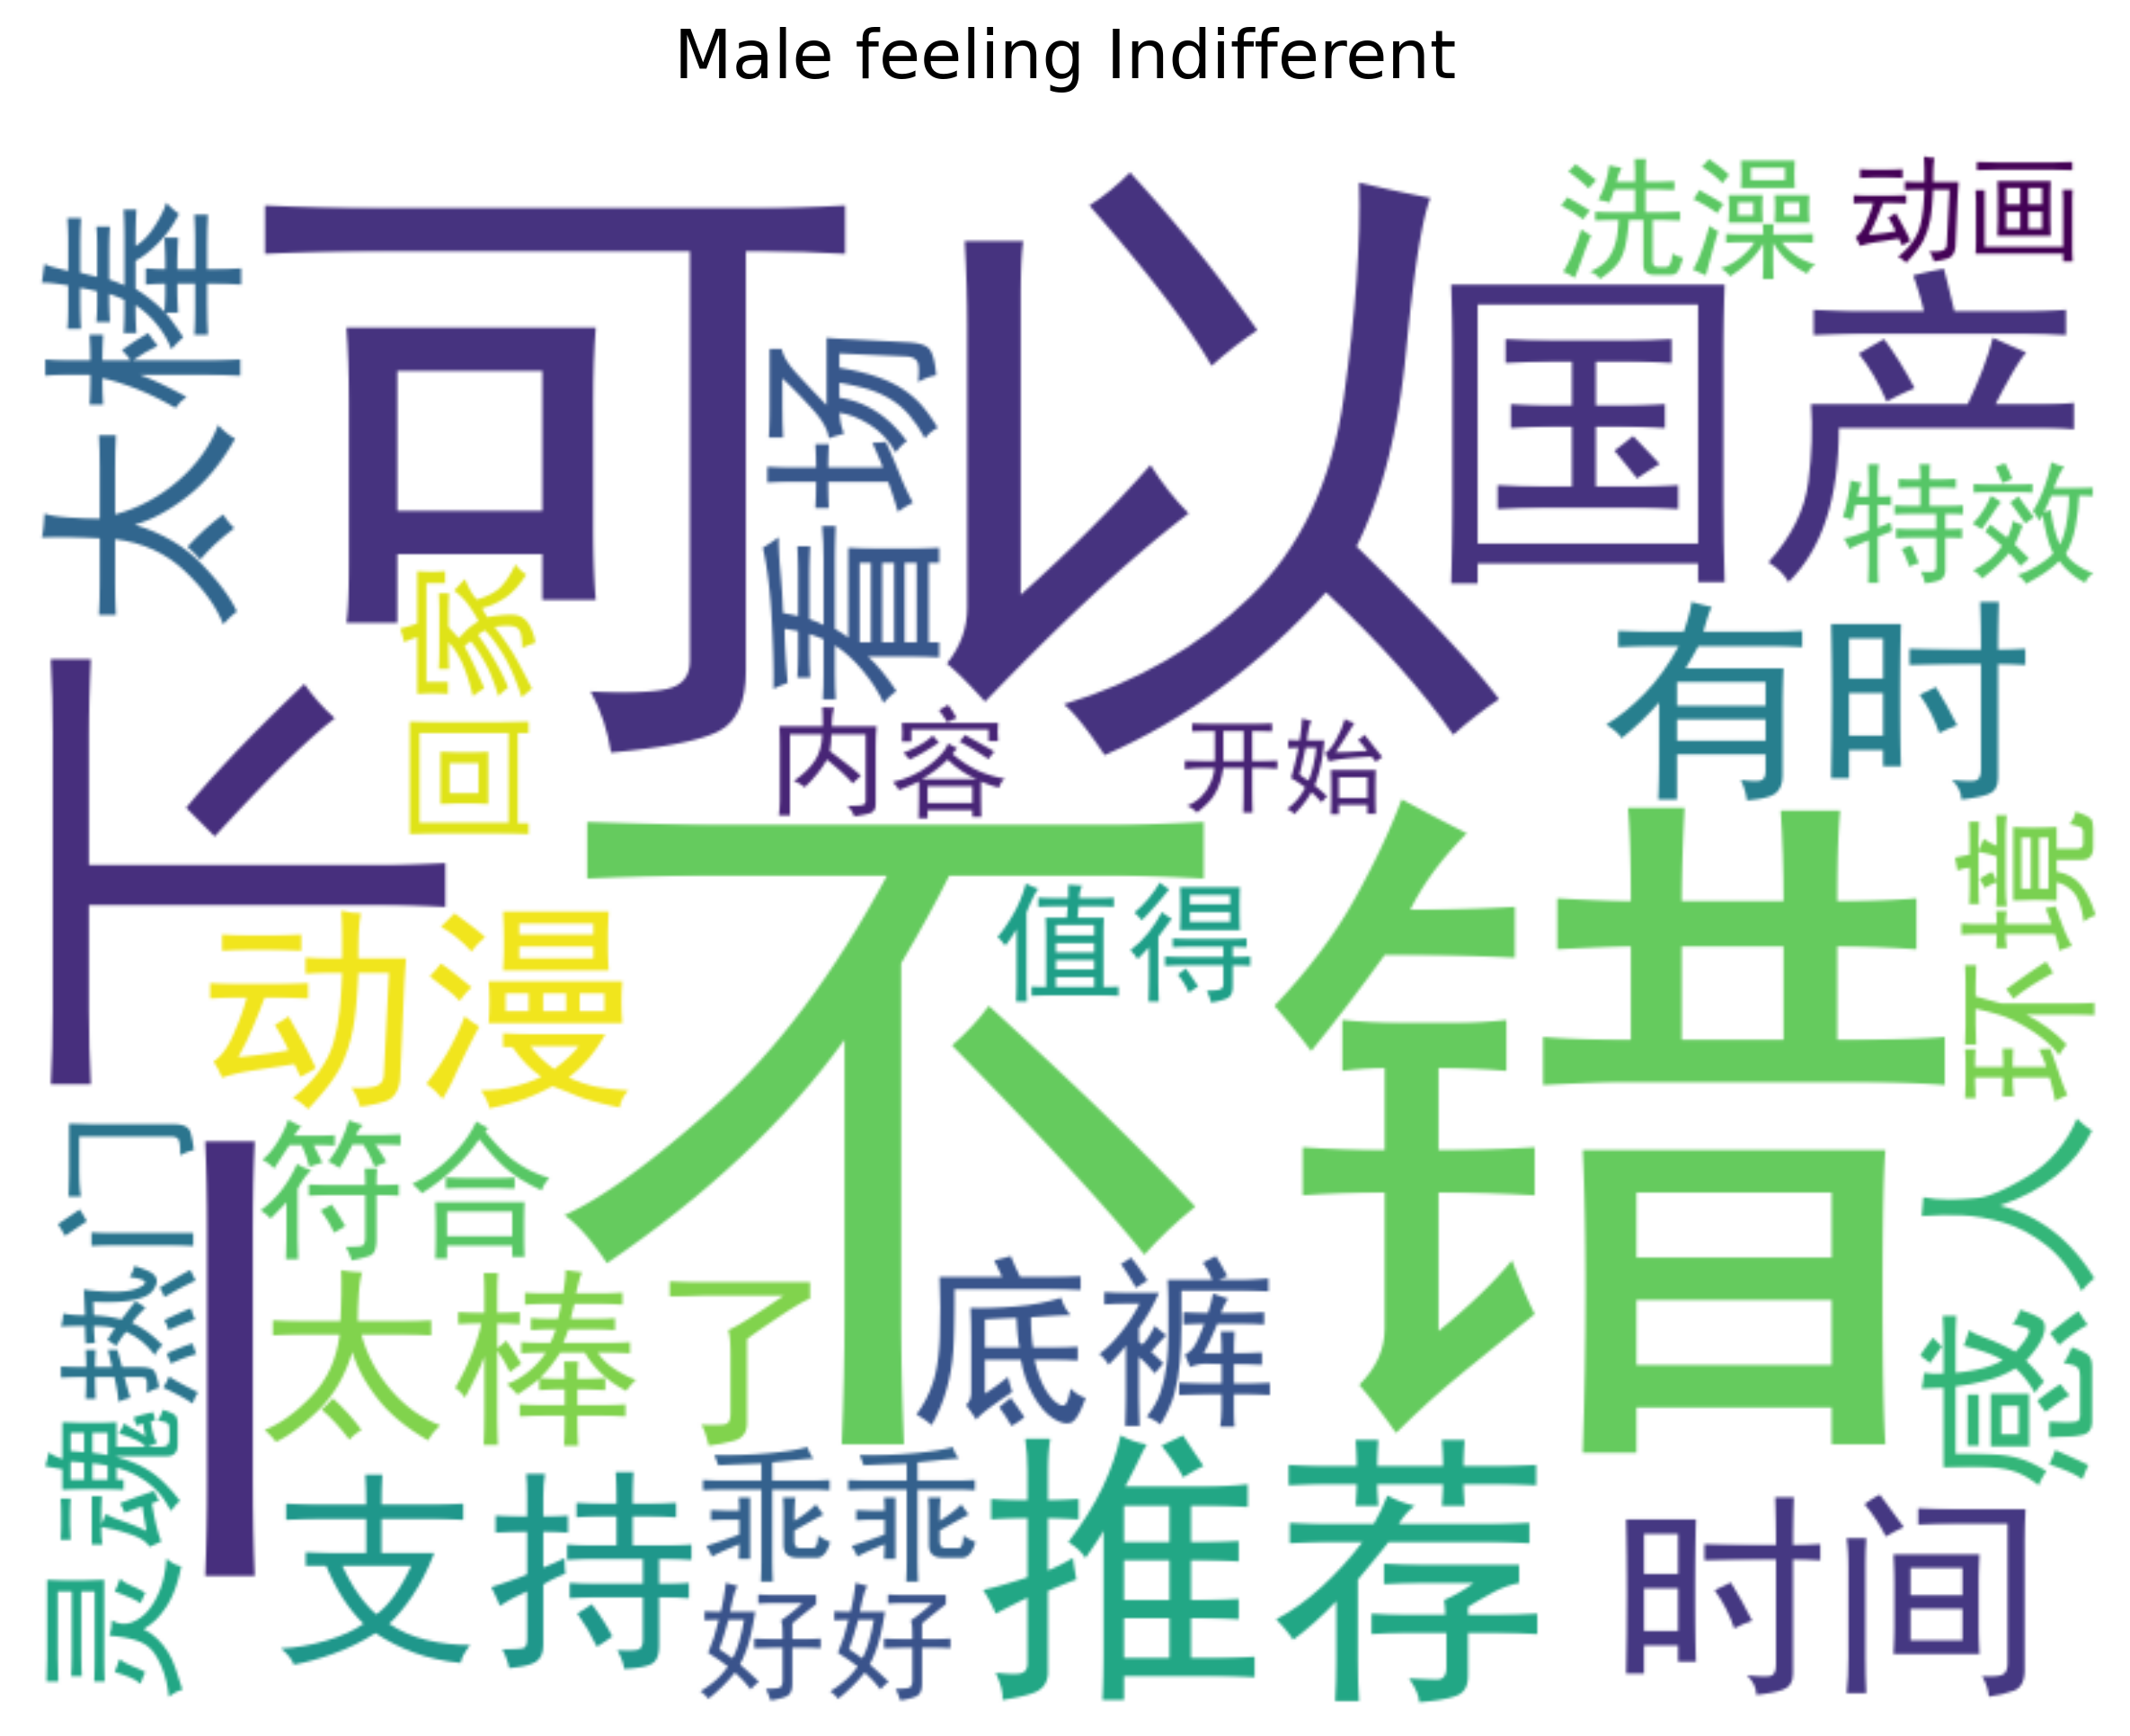 Male feeling Indifferent
洗澡
动画
太棒
可以
国产
看场
特效
回家
有时
内容
开始
一下
不错
值得
环境
动漫
符合
热门
感人
太棒了
底裤
灵魂
支持
乖乖
推荐
时间
好好